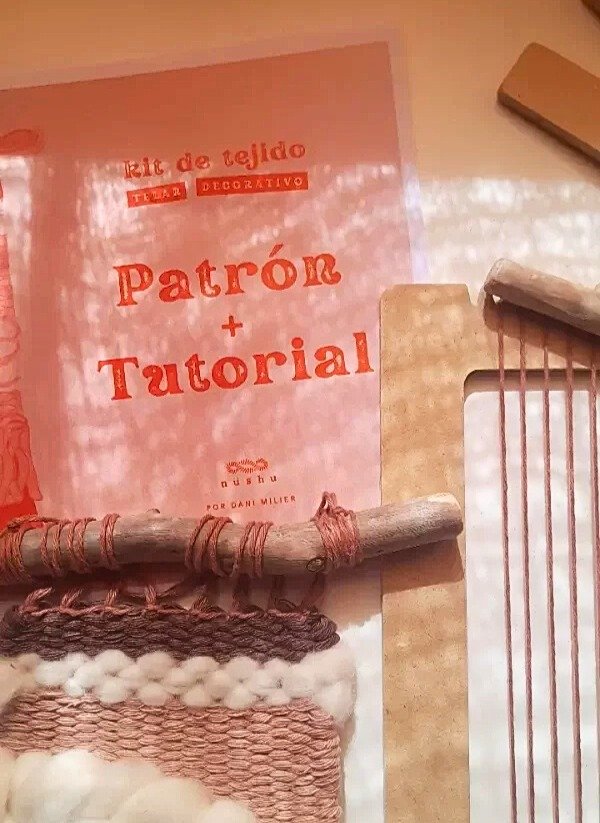 kit de tejido
TELAR DECORATIVO
Patrón
+
Tutorial
nushu
POR DANI MILIER